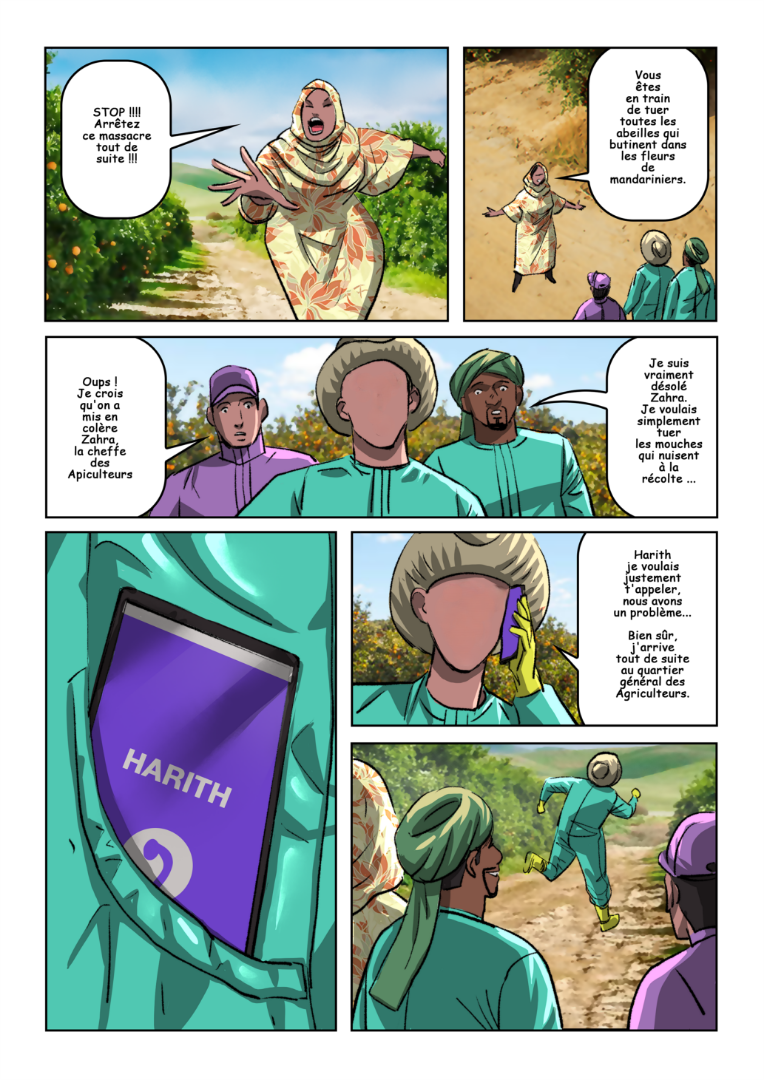 STOP !!!!
Arrêtez
ce massacre
tout de
suite !!!
Vous
êtes
en train
de tuer
toutes les
abeilles qui
butinent dans
les fleurs
de
mandariniers.
Oups !
Je crois
qu'on a
mis en
colère
Zahra,
la cheffe
des
Apiculteurs
Je suis
vraiment
désolé
Zahra.
Je voulais
simplement
tuer
les mouches
qui nuisent
à la
récolte ...
HARITH
Harith
je voulais
justement
t'appeler,
nous avons
un problème...
Bien sûr,
j'arrive
tout de suite
au quartier
général des
Agriculteurs.